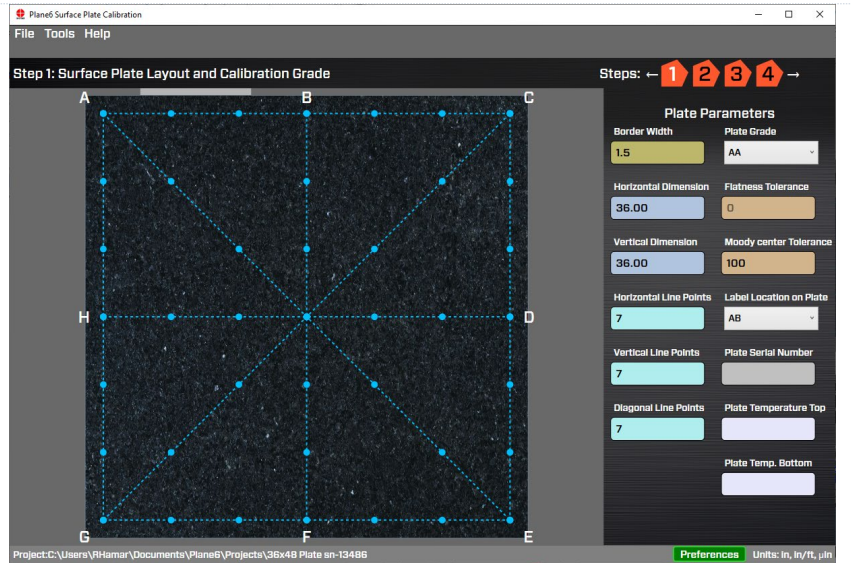 Plane6 Surface Plate Calibration
File Tools Help
Step 1: Surface Plate Layout and Calibration Grade
Steps: ← 1 2 3 4 →
A B C
H D
G F E
Plate Parameters
Border Width Plate Grade
1.5 AA
Horizontal Dimension Flatness Tolerance
36.00 0
Vertical Dimension Moody center Tolerance
36.00 100
Horizontal Line Points Label Location on Plate
7 AB
Vertical Line Points Plate Serial Number
7
Diagonal Line Points Plate Temperature Top
7
Plate Temp. Bottom
Project:C:\Users\RHamar\Documents\Plane6\Projects\36x48 Plate sn-13486 Preferences Units: in, in/ft, µin